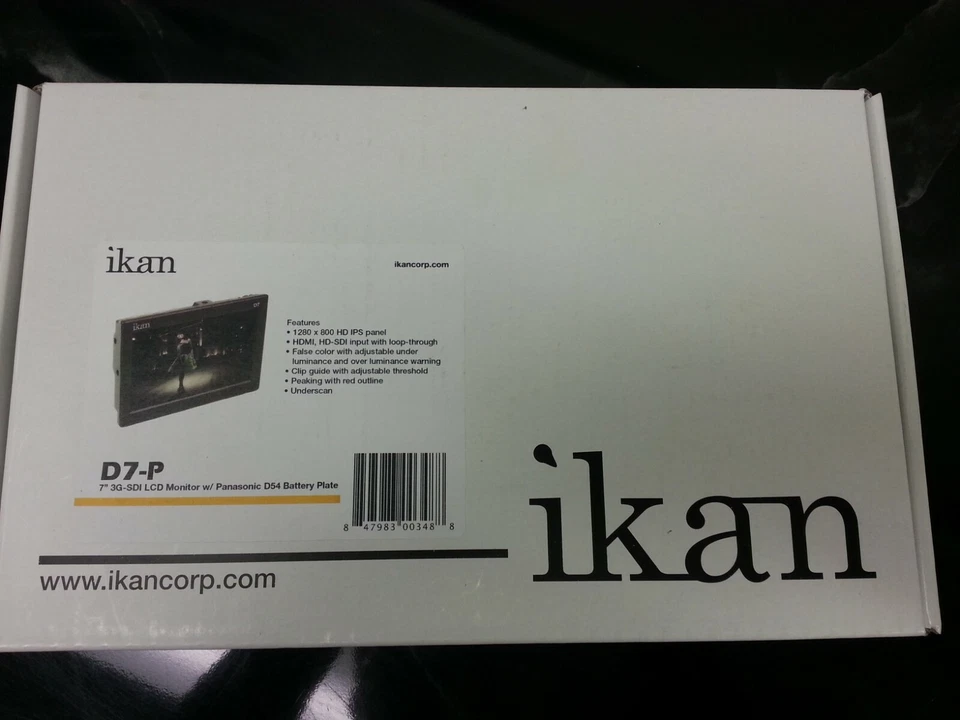 ikan
ikancorp.com
ikan
D7
Features
• 1280 x 800 HD IPS panel
• HDMI, HD-SDI input with loop-through
• False color with adjustable under
luminance and over luminance warning
• Clip guide with adjustable threshold
• Peaking with red outline
• Underscan
D7-P
7" 3G-SDI LCD Monitor w/ Panasonic D54 Battery Plate
8 47983 00348 8
www.ikancorp.com
ikan